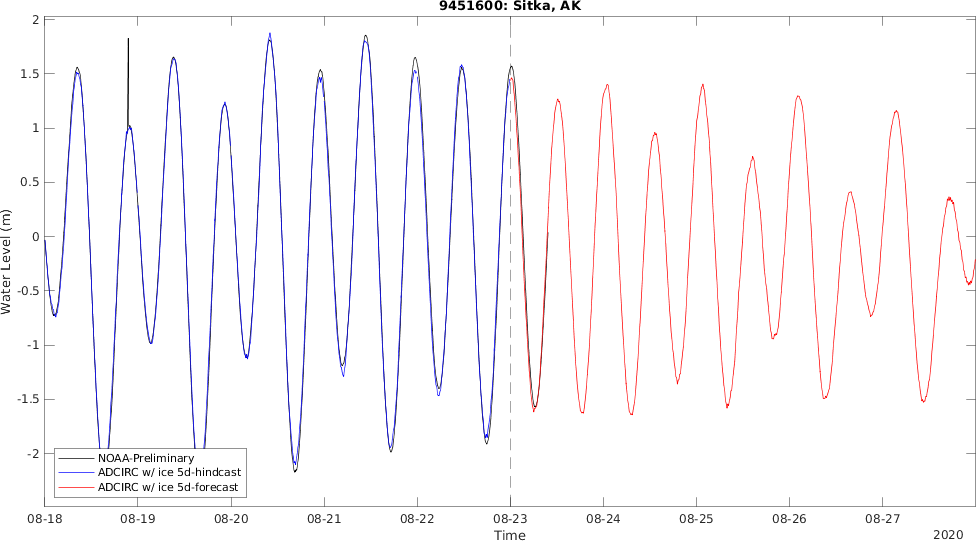 9451600: Sitka, AK
2
1.5
1
0.5
0
-0.5
-1
-1.5
-2
Water Level (m)
NOAA-Preliminary
ADCIRC w/ ice 5d-hindcast
ADCIRC w/ ice 5d-forecast
08-18 08-19 08-20 08-21 08-22 08-23 08-24 08-25 08-26 08-27
Time
2020